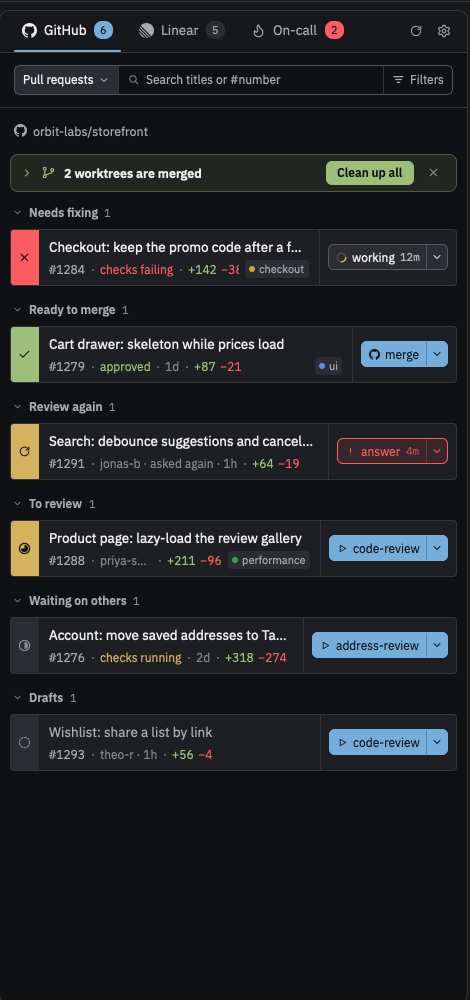 GitHub 6 Linear 5 On-call 2
Pull requests Search titles or #number Filters
orbit-labs/storefront
2 worktrees are merged Clean up all
Needs fixing 1
Checkout: keep the promo code after a f...
#1284 · checks failing · +142 −38 checkout
working 12m
Ready to merge 1
Cart drawer: skeleton while prices load
#1279 · approved · 1d · +87 −21 ui
merge
Review again 1
Search: debounce suggestions and cancel...
#1291 · jonas-b · asked again · 1h · +64 −19
! answer 4m
To review 1
Product page: lazy-load the review gallery
#1288 · priya-s... · +211 −96 performance
code-review
Waiting on others 1
Account: move saved addresses to Ta...
#1276 · checks running · 2d · +318 −274
address-review
Drafts 1
Wishlist: share a list by link
#1293 · theo-r · 1h · +56 −4
code-review